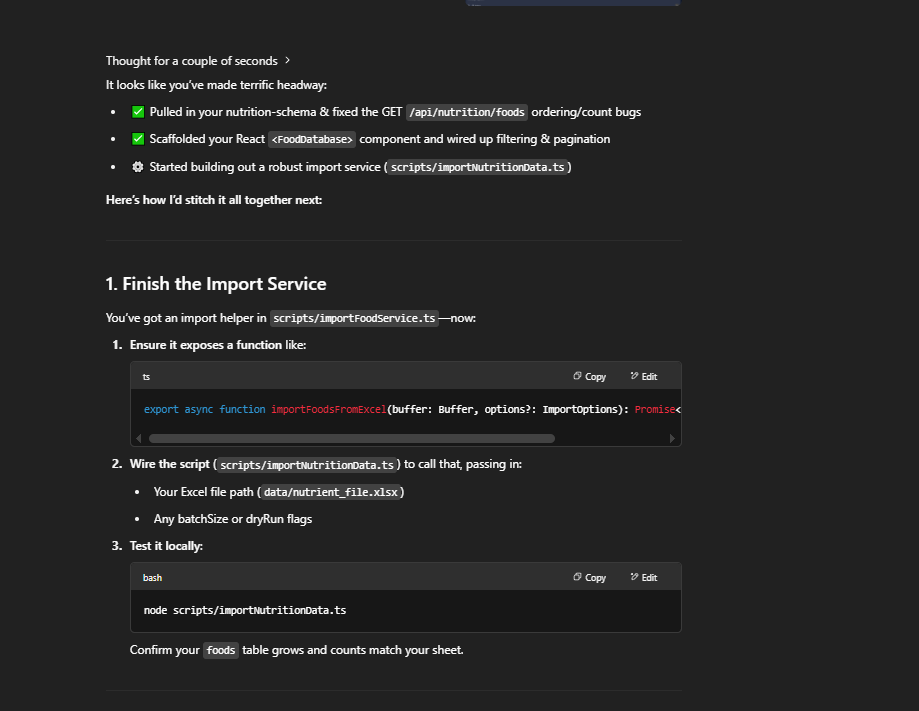 Thought for a couple of seconds >
It looks like you've made terrific headway:
• ✅ Pulled in your nutrition-schema & fixed the GET /api/nutrition/foods ordering/count bugs
• ✅ Scaffolded your React <FoodDatabase> component and wired up filtering & pagination
• ⚙ Started building out a robust import service (scripts/importNutritionData.ts)
Here's how I'd stitch it all together next:
1. Finish the Import Service
You've got an import helper in scripts/importFoodService.ts—now:
1. Ensure it exposes a function like:
ts Copy Edit
export async function importFoodsFromExcel(buffer: Buffer, options?: ImportOptions): Promise<
2. Wire the script (scripts/importNutritionData.ts) to call that, passing in:
• Your Excel file path (data/nutrient_file.xlsx)
• Any batchSize or dryRun flags
3. Test it locally:
bash Copy Edit
node scripts/importNutritionData.ts
Confirm your foods table grows and counts match your sheet.